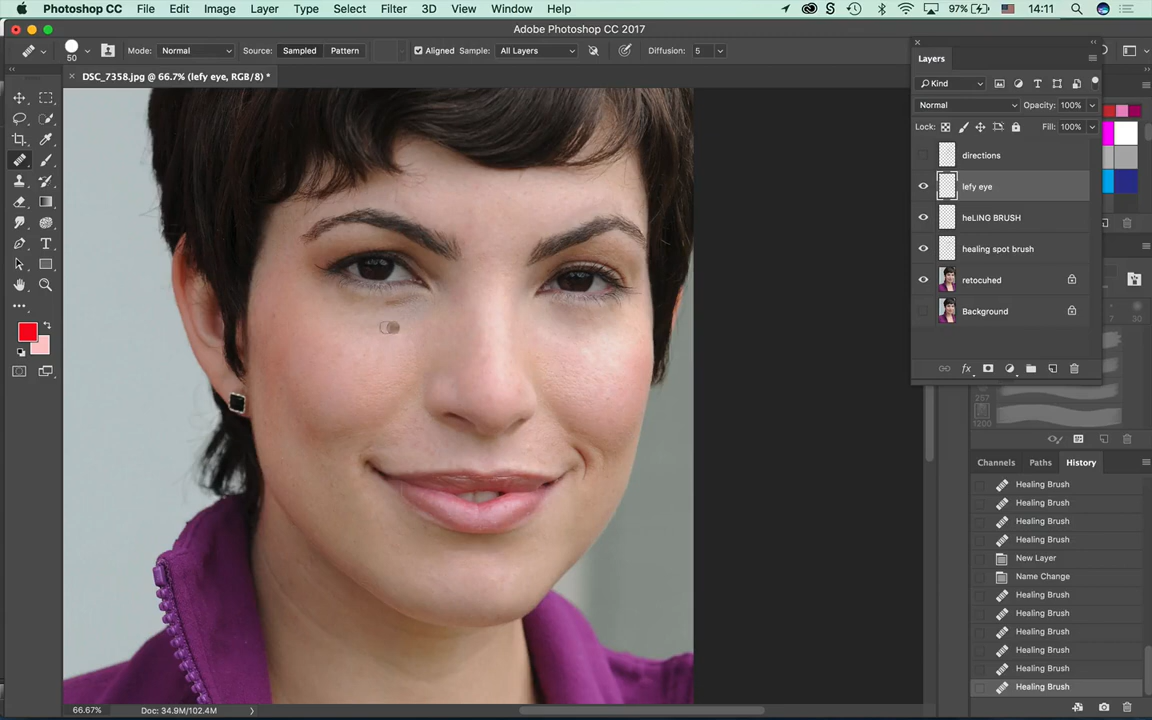 Photoshop CC File Edit Image Layer Type Select Filter 3D View Window Help 97% 14:11
Adobe Photoshop CC 2017
50 Mode: Normal Source: Sampled Pattern Aligned Sample: All Layers Diffusion: 5
DSC_7358.jpg @ 66.7% (lefy eye, RGB/8) *
Layers
Kind
Normal Opacity: 100%
Lock: Fill: 100%
directions
lefy eye
heLING BRUSH
healing spot brush
retocuhed
Background
7 30
267
1200
Channels Paths History
Healing Brush
Healing Brush
Healing Brush
Healing Brush
New Layer
Name Change
Healing Brush
Healing Brush
Healing Brush
Healing Brush
Healing Brush
Healing Brush
66.67% Doc: 34.9M/102.4M